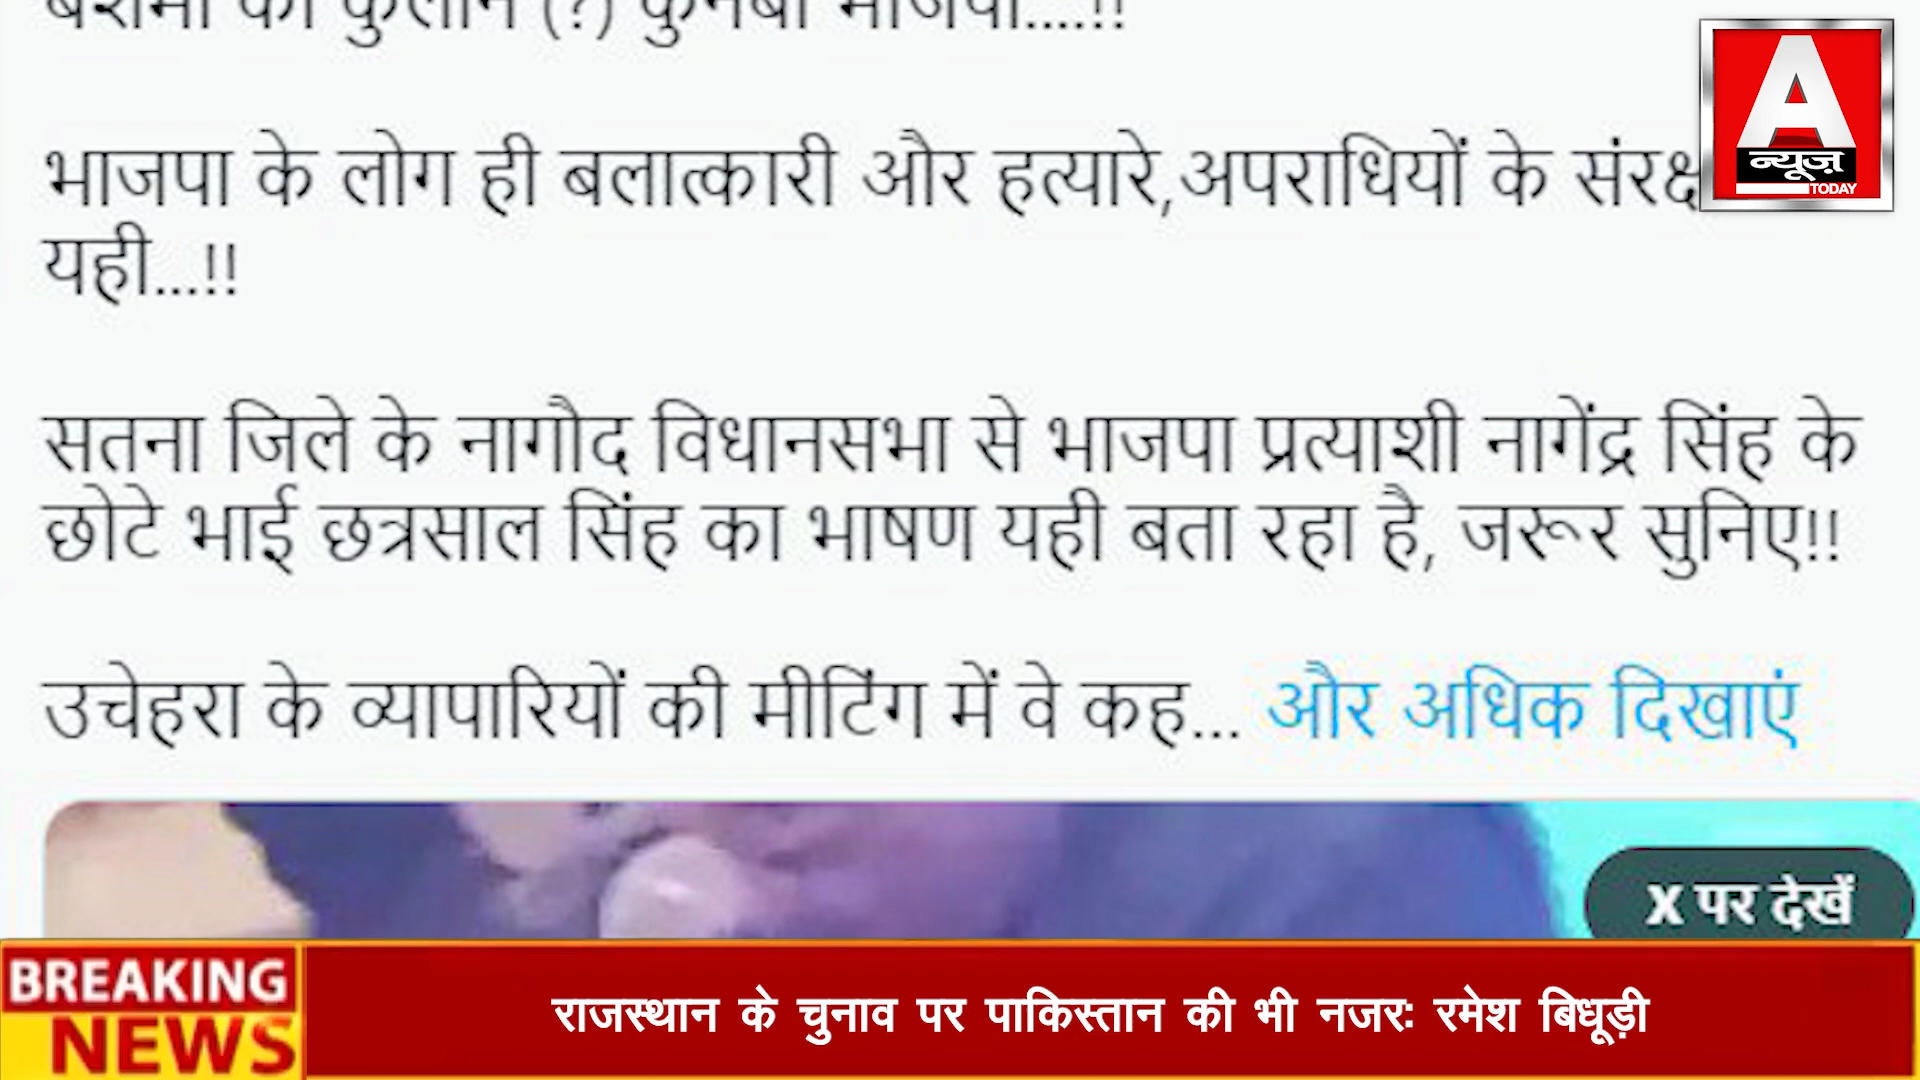 भाजपा के लोग ही बलात्कारी और हत्यारे,अपराधियों के
यही...!!
सतना जिले के नागौद विधानसभा से भाजपा प्रत्याशी नागेंद्र सिंह के
छोटे भाई छत्रसाल सिंह का भाषण यही बता रहा है, जरूर सुनिए!!
उचेहरा के व्यापारियों की मीटिंग में वे कह... और अधिक दिखाएं
X पर देखें
A
न्यूज़
TODAY
BREAKING
NEWS
राजस्थान के चुनाव पर पाकिस्तान की भी नजरः रमेश बिधूड़ी